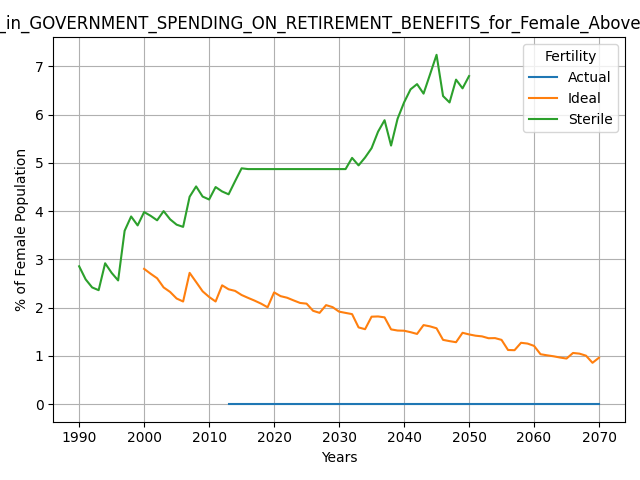 _in_GOVERNMENT_SPENDING_ON_RETIREMENT_BENEFITS_for_Female_Above
Fertility
Actual
Ideal
Sterile
% of Female Population
7
6
5
4
3
2
1
0
1990 2000 2010 2020 2030 2040 2050 2060 2070
Years